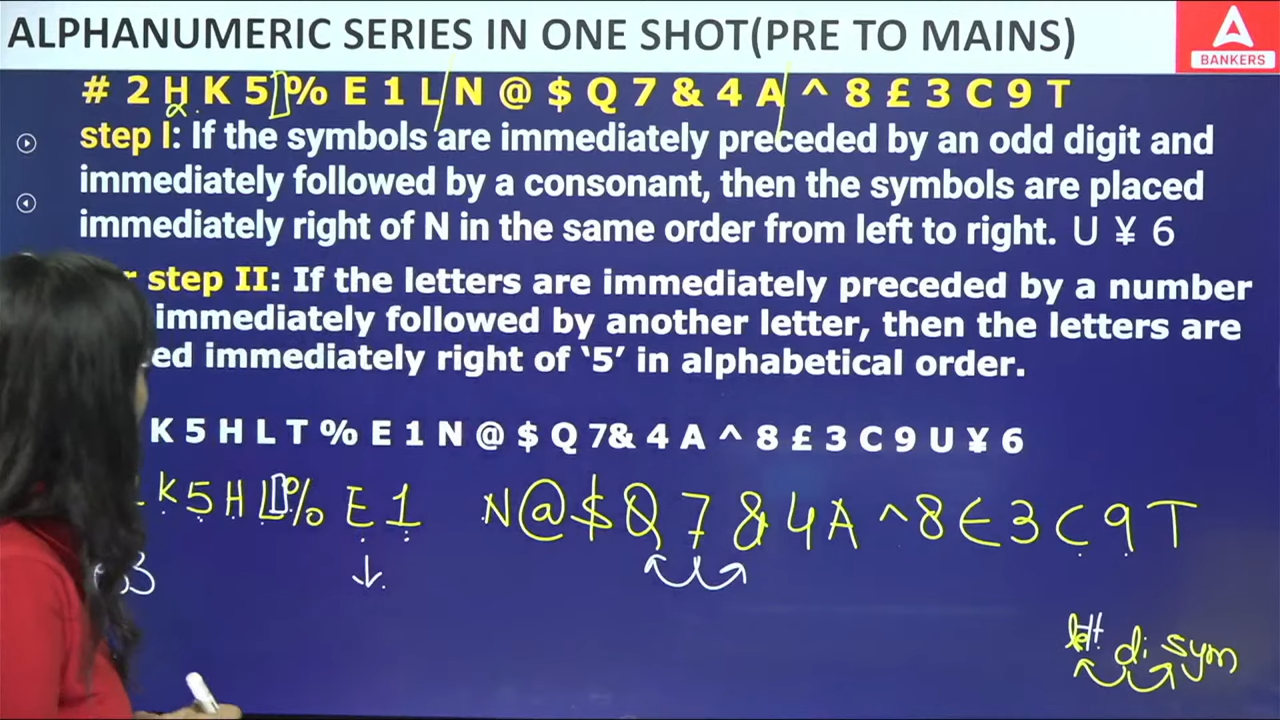 ALPHANUMERIC SERIES IN ONE SHOT(PRE TO MAINS)
A
BANKERS
# 2 H K 5 % E 1 L N @ $ Q 7 & 4 A ^ 8 £ 3 C 9 T
step I: If the symbols are immediately preceded by an odd digit and
immediately followed by a consonant, then the symbols are placed
immediately right of N in the same order from left to right. U ¥ 6
step II: If the letters are immediately preceded by a number
immediately followed by another letter, then the letters are
ed immediately right of ‘5’ in alphabetical order.
K 5 H L T % E 1 N @ $ Q 7& 4 A ^ 8 £ 3 C 9 U ¥ 6
K 5 H L % E 1 N @ $ Q 7 & 4 A ^ 8 £ 3 C 9 T
3
di sym